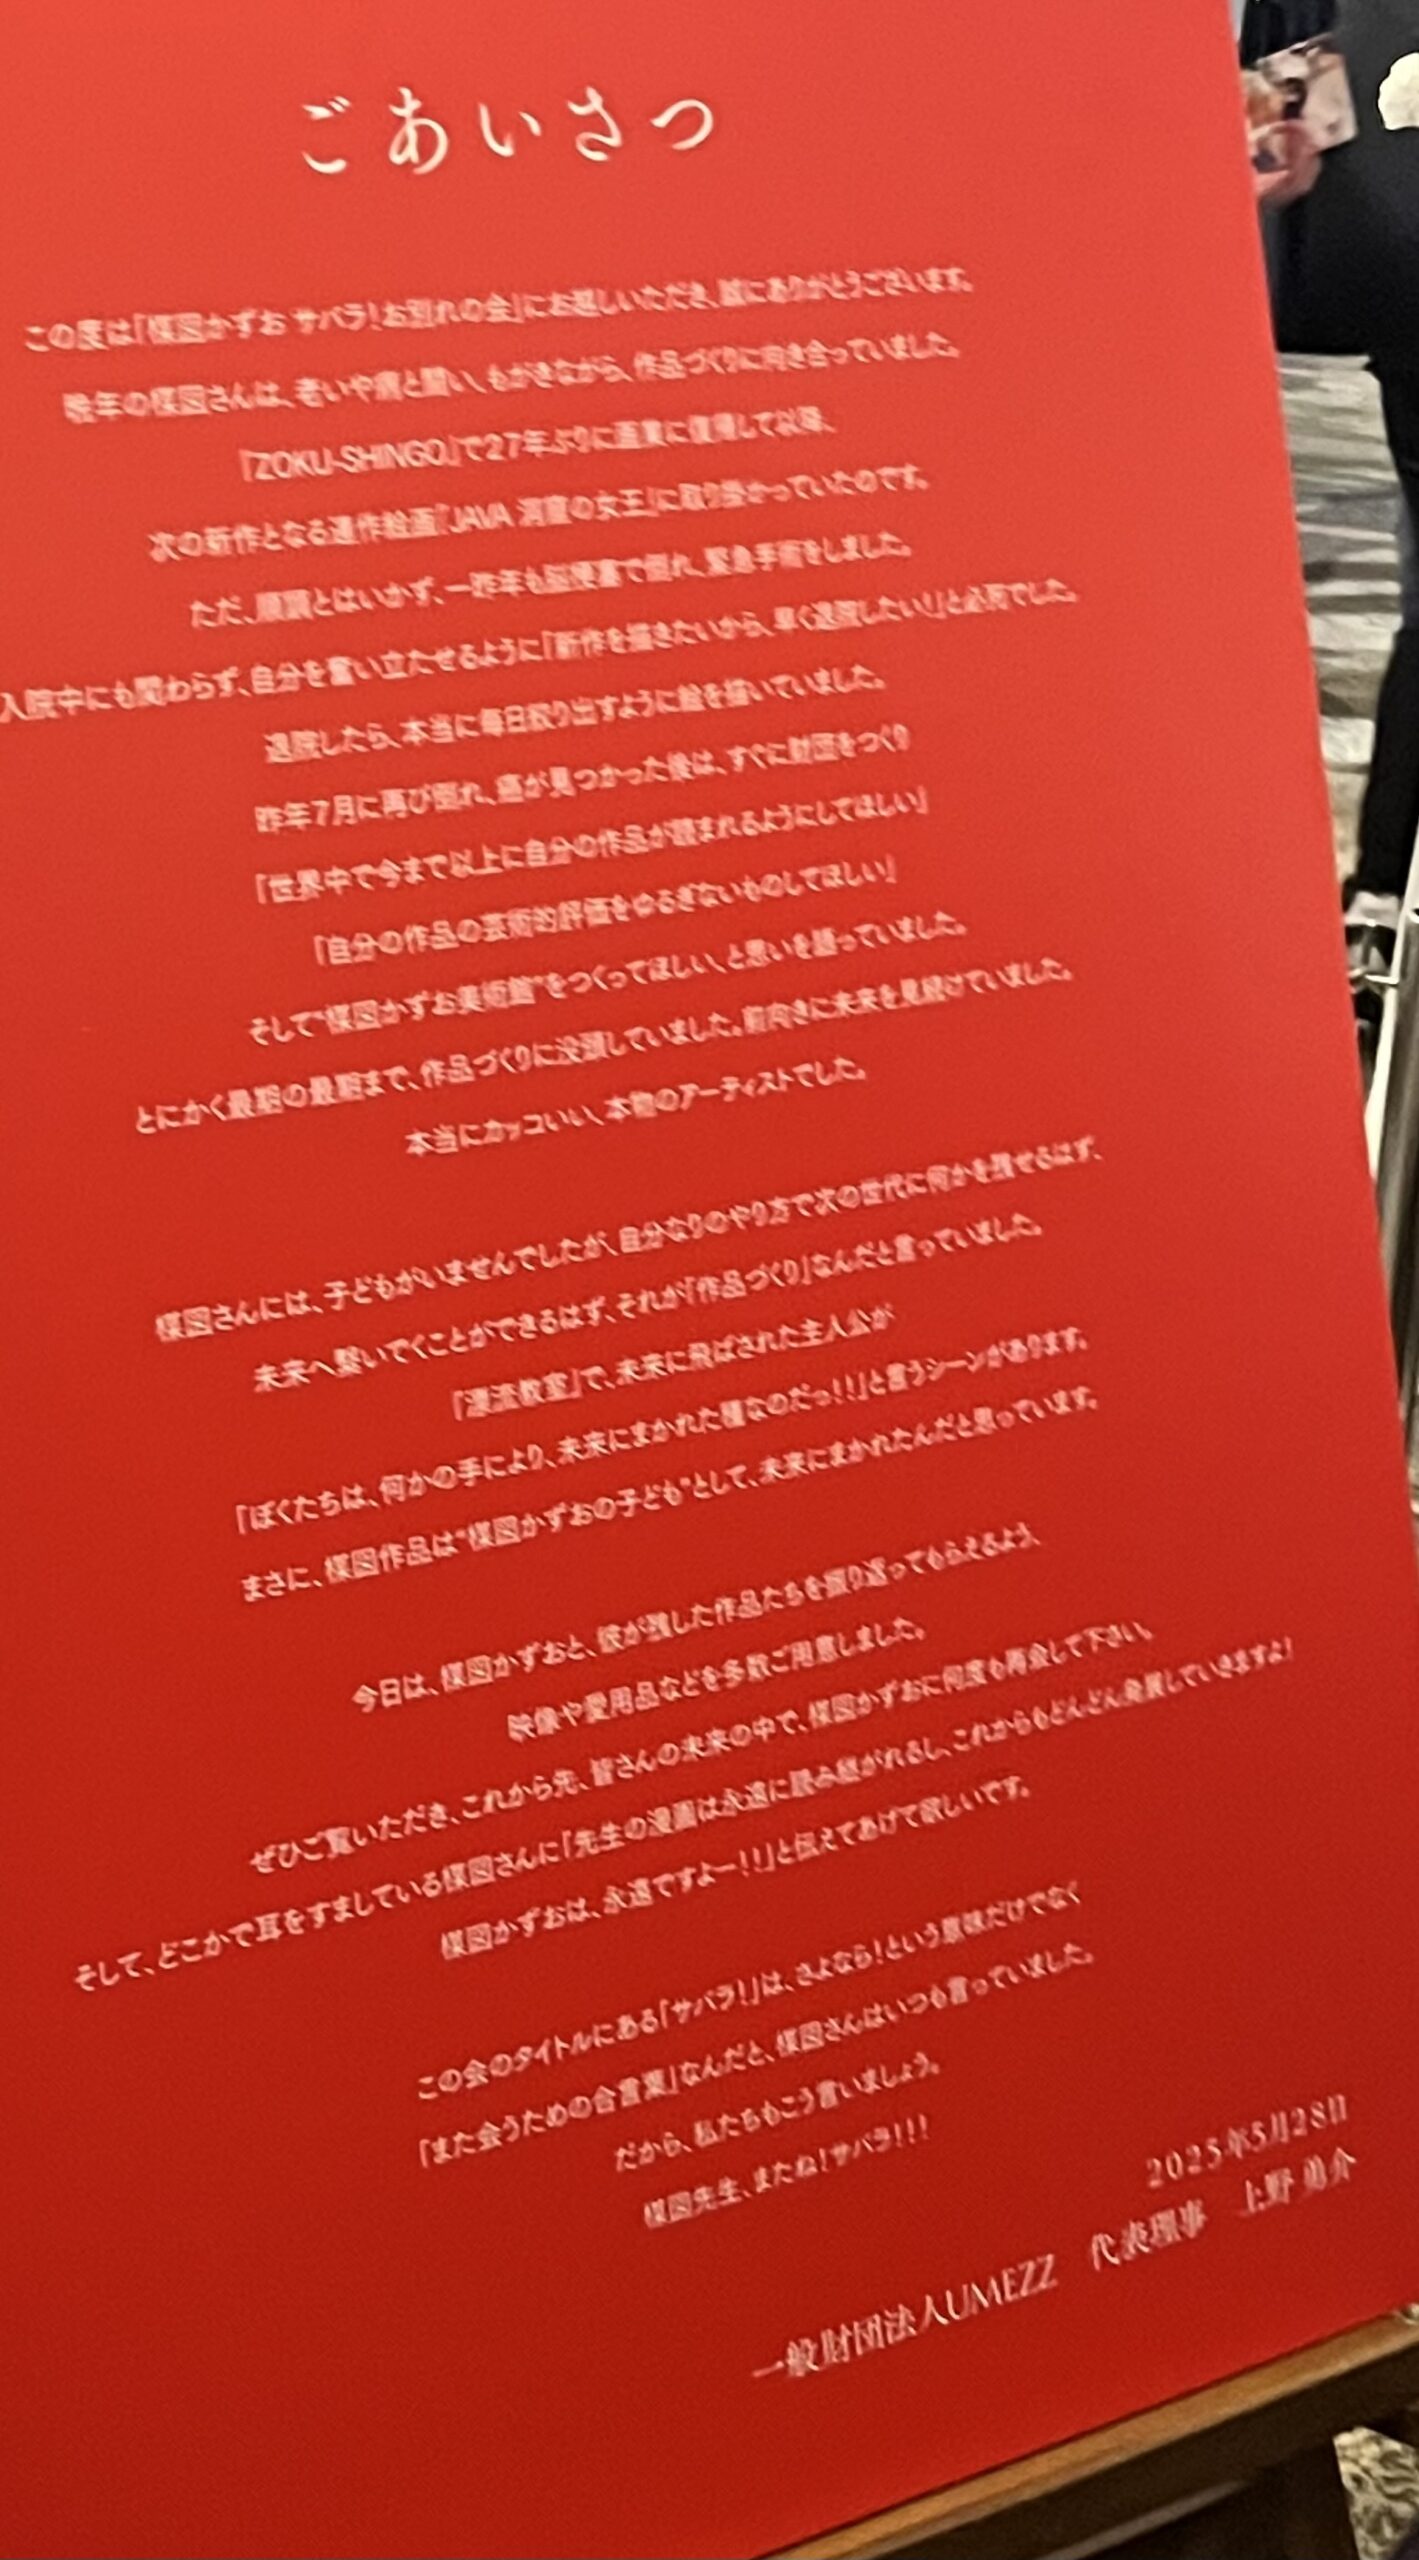 ごあいさつ
この度は「楳図かずお サバラ！お別れの会」にお越しいただき、誠にありがとうございます。
晩年の楳図さんは、老いや病と闘い、もがきながら、作品づくりに向き合っていました。
『ZOKU-SHINGO』で27年ぶりに画業に復帰して以降、
次の新作となる連作絵画『JAVA 洞窟の女王』に取り掛かっていたのです。
ただ、順調とはいかず、一昨年も脳梗塞で倒れ、緊急手術をしました。
入院中にも関わらず、自分を奮い立たせるように「新作を描きたいから、早く退院したい！」と必死でした。
退院したら、本当に毎日絞り出すように絵を描いていました。
昨年7月に再び倒れ、癌が見つかった後は、すぐに財団をつくり
「世界中で今まで以上に自分の作品が読まれるようにしてほしい」
「自分の作品の芸術的評価をゆるぎないものしてほしい」
そして“楳図かずお美術館”をつくってほしい、と思いを語っていました。
とにかく最期の最期まで、作品づくりに没頭していました。前向きに未来を見続けていました。
本当にカッコいい、本物のアーティストでした。
楳図さんには、子どもがいませんでしたが、自分なりのやり方で次の世代に何かを残せるはず、
未来へ繋いでくことができるはず、それが「作品づくり」なんだと言っていました。
『漂流教室』で、未来に飛ばされた主人公が
「ぼくたちは、何かの手により、未来にまかれた種なのだっ！！」と言うシーンがあります。
まさに、楳図作品は“楳図かずおの子ども”として、未来にまかれたんだと思っています。
今日は、楳図かずおと、彼が残した作品たちを振り返ってもらえるよう、
映像や愛用品などを多数ご用意しました。
ぜひご覧いただき、これから先、皆さんの未来の中で、楳図かずおに何度も再会して下さい。
そして、どこかで耳をすましている楳図さんに「先生の漫画は永遠に読み継がれるし、これからもどんどん発展していきますよ！
楳図かずおは、永遠ですよー！！」と伝えてあげて欲しいです。
この会のタイトルにある「サバラ！」は、さよなら！という意味だけでなく
「また会うための合言葉」なんだと、楳図さんはいつも言っていました。
だから、私たちもこう言いましょう。
楳図先生、またね！サバラ！！！
2025年5月28日
一般財団法人UMEZZ　代表理事　上野 勇介